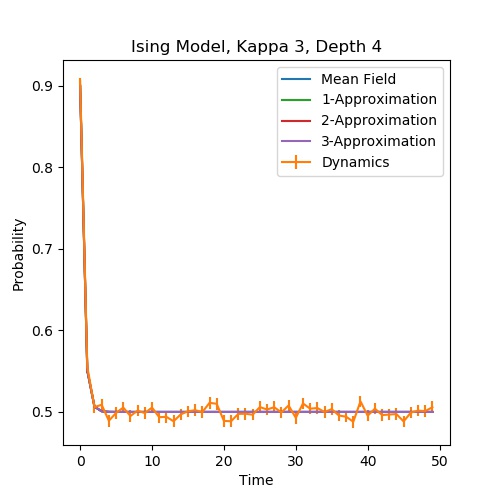 Ising Model, Kappa 3, Depth 4
Mean Field
1-Approximation
2-Approximation
3-Approximation
Dynamics
Probability
0.9
0.8
0.7
0.6
0.5
0 10 20 30 40 50
Time